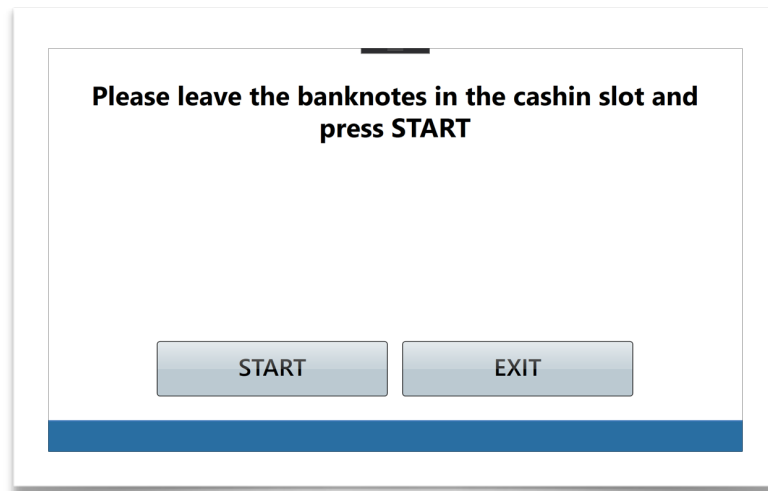 Please leave the banknotes in the cashin slot and
press START
START
EXIT